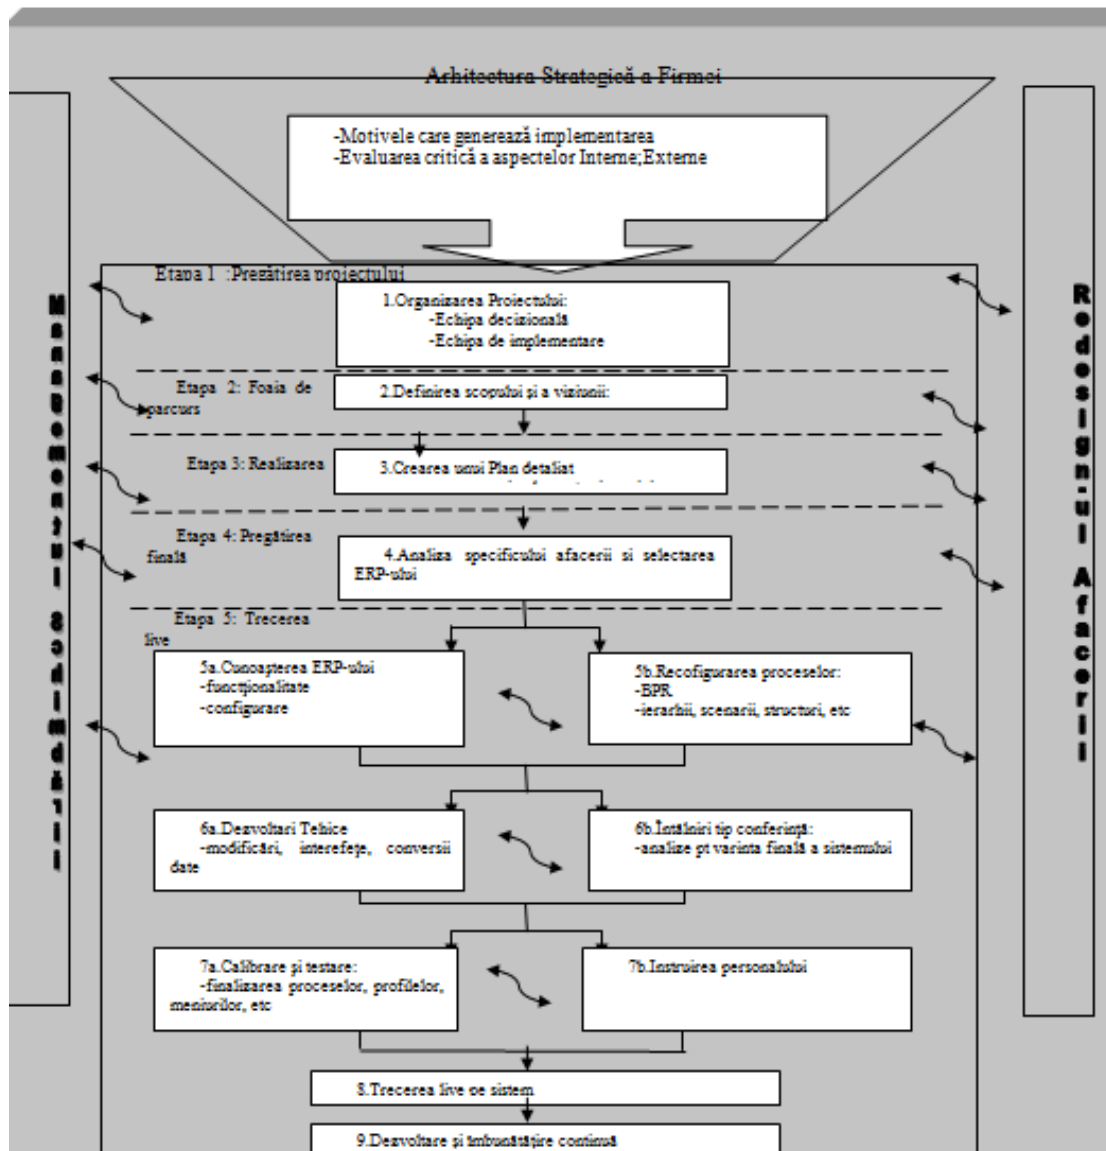 Arhitectura Strategică a Firmei
-Motivele care generează implementarea
-Evaluarea critică a aspectelor Interne;Externe
Etapa 1 :Pregătirea proiectului
1.Organizarea Proiectului:
-Echipa decizională
-Echipa de implementare
Etapa 2: Foaia de
parcurs
2.Definirea scopului și a viziunii:
Etapa 3: Realizarea
3.Crearea unui Plan detaliat
Etapa 4: Pregătirea
finală
4.Analiza specificului afacerii si selectarea
ERP-ului
Etapa 5: Trecerea
live
5a.Cunoașterea ERP-ului
-funcționalitate
-configurare
5b.Recofigurarea proceselor:
-BPR
-ierarhii, scenarii, structuri, etc
6a.Dezvoltari Tehice
-modificări, interefețe, conversii
date
6b.Întâlniri tip conferință:
-analize pt varinta finală a sistemului
7a.Calibrare și testare:
-finalizarea proceselor, profilelor,
meniurilor, etc
7b.Instruirea personalului
8.Trecerea live pe sistem
9.Dezvoltare și îmbunătățire continuă
Managementul Schimbării
Redesign-ul Afacerii